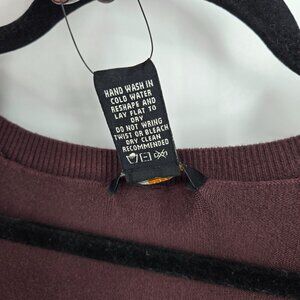 HAND WASH IN
COLD WATER
RESHAPE AND
LAY FLAT TO
DRY
DO NOT WRING
TWIST OR BLEACH
DRY CLEAN
RECOMMENDED